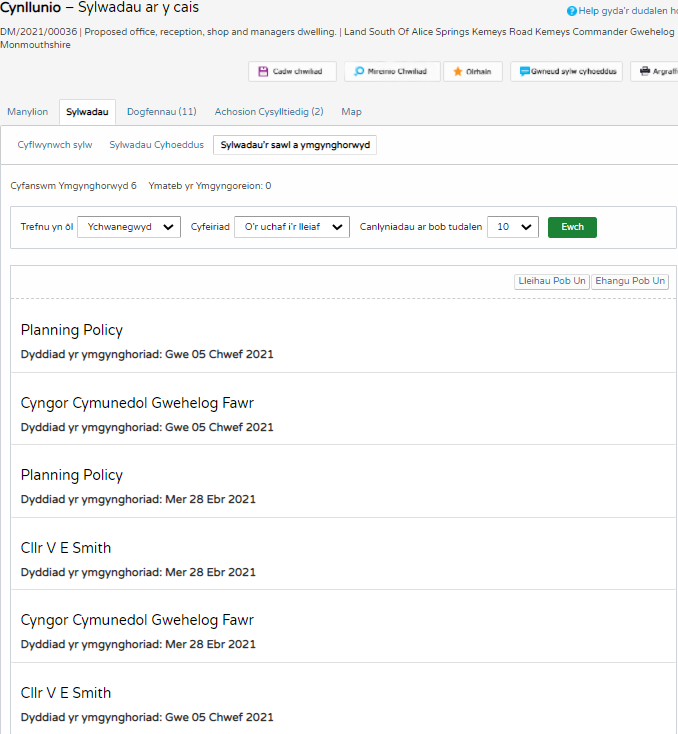 Cynllunio – Sylwadau ar y cais
Help gyda'r dudalen
DM/2021/00036 | Proposed office, reception, shop and managers dwelling. | Land South Of Alice Springs Kemeys Road Kemeys Commander Gwehelog
Monmouthshire
Cadw chwiliad
Mireinio Chwiliad
Olrhain
Gwneud sylw cyhoeddus
Manylion
Sylwadau
Dogfennau (11)
Achosion Cysylltiedig (2)
Map
Cyflwynwch sylw
Sylwadau Cyhoeddus
Sylwadau'r sawl a ymgynghorwyd
Cyfanswm Ymgynghorwyd 6 Ymateb yr Ymgyngoreion: 0
Trefnu yn ôl Ychwanegwyd Cyfeiriad O'r uchaf i'r lleiaf Canlyniadau ar bob tudalen 10 Ewch
Lleihau Pob Un Ehangu Pob Un
Planning Policy
Dyddiad yr ymgynghoriad: Gwe 05 Chwef 2021
Cyngor Cymunedol Gwehelog Fawr
Dyddiad yr ymgynghoriad: Gwe 05 Chwef 2021
Planning Policy
Dyddiad yr ymgynghoriad: Mer 28 Ebr 2021
Cllr V E Smith
Dyddiad yr ymgynghoriad: Mer 28 Ebr 2021
Cyngor Cymunedol Gwehelog Fawr
Dyddiad yr ymgynghoriad: Mer 28 Ebr 2021
Cllr V E Smith
Dyddiad yr ymgynghoriad: Gwe 05 Chwef 2021